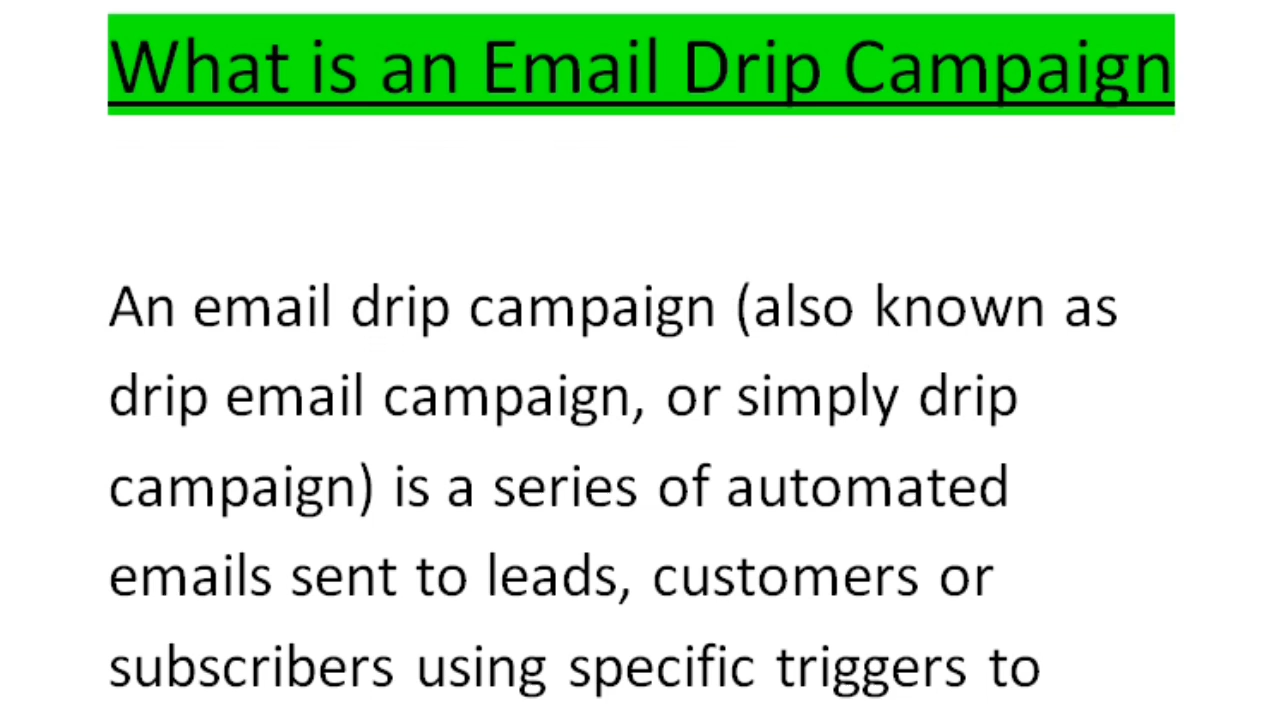 What is an Email Drip Campaign
An email drip campaign (also known as
drip email campaign, or simply drip
campaign) is a series of automated
emails sent to leads, customers or
subscribers using specific triggers to